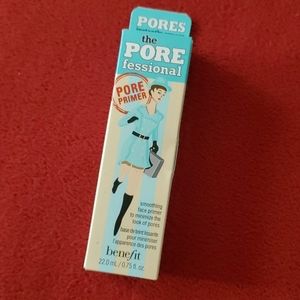 PORES
the
PORE
fessional
PORE
PRIMER
smoothing
face primer
to minimize the
look of pores
base de teint lissante
pour minimiser
l'apparence des pores
benefit
22.0 mL / 0.75 fl. oz.